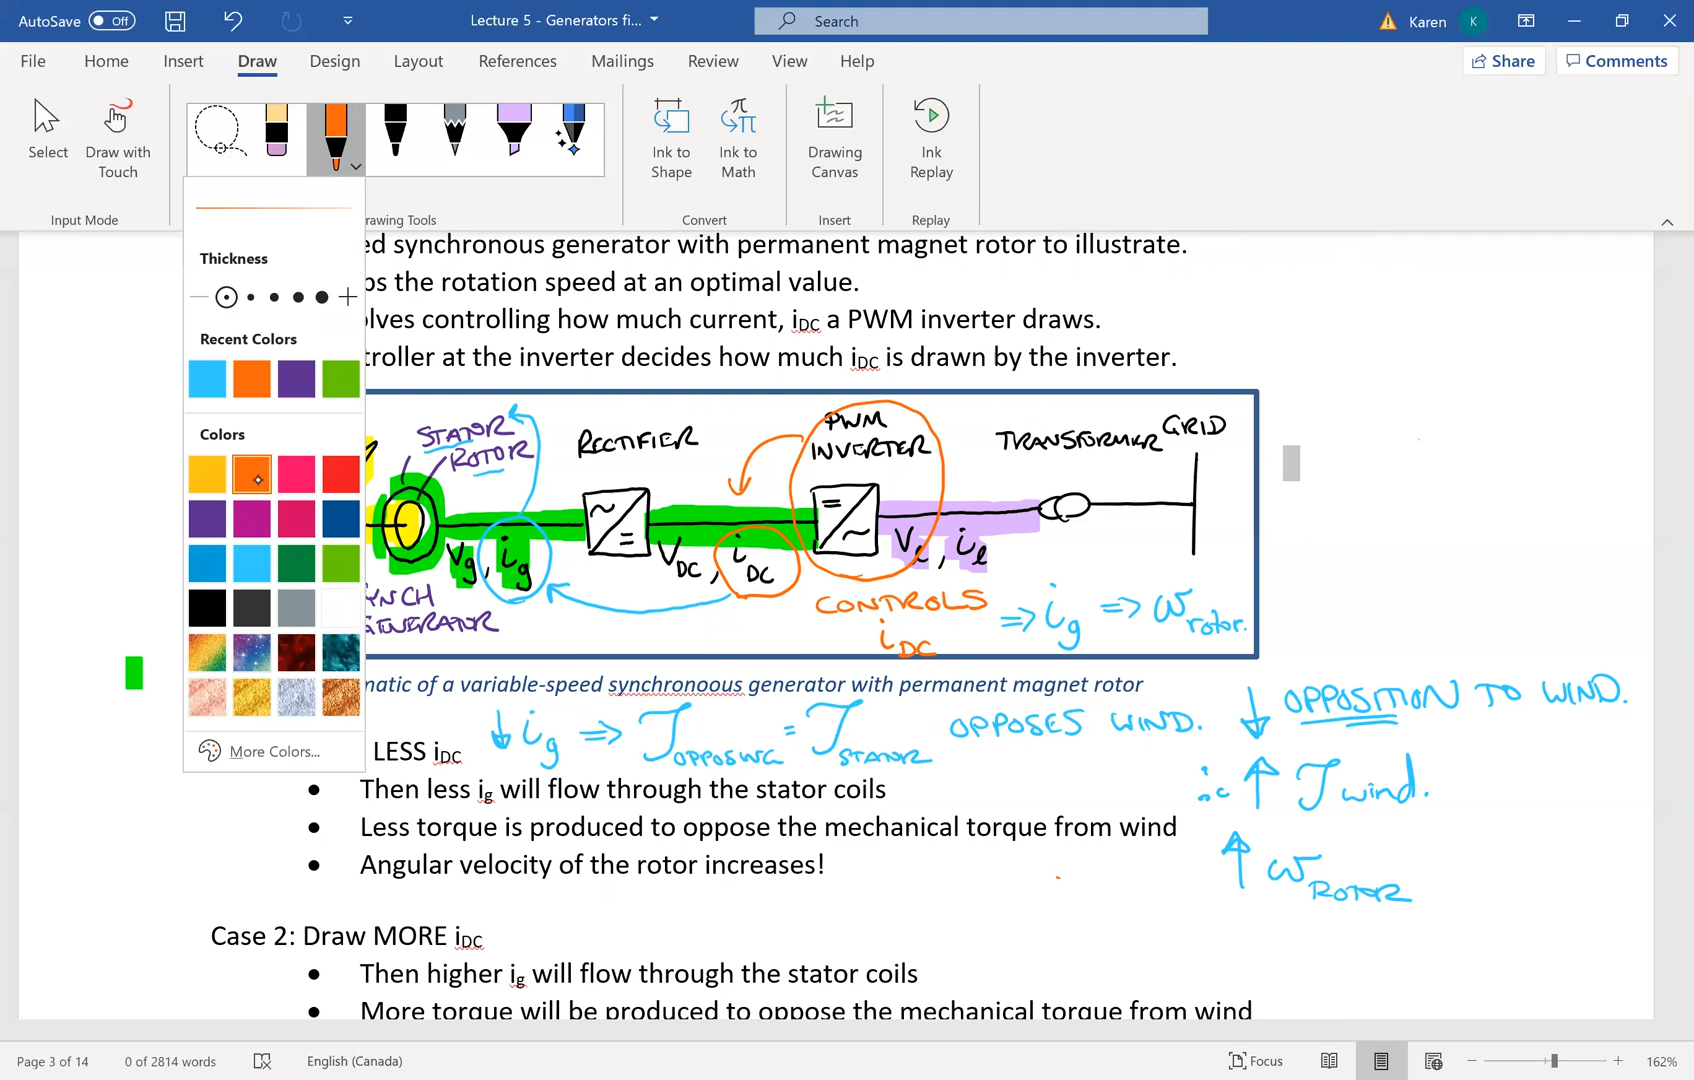 AutoSave Off Lecture 5 - Generators fi... Search Karen K
File Home Insert Draw Design Layout References Mailings Review View Help Share Comments
Select Draw with Touch Ink to Shape Ink to Math Drawing Canvas Ink Replay
Input Mode rawing Tools Convert Insert Replay
Thickness
Recent Colors
Colors
More Colors...
ed synchronous generator with permanent magnet rotor to illustrate.
ps the rotation speed at an optimal value.
olves controlling how much current, iDC a PWM inverter draws.
troller at the inverter decides how much iDC is drawn by the inverter.
STATOR
ROTOR
RECTIFIER
PWM
INVERTER
TRANSFORMER
GRID
Vg, ig
VDC, iDC
Vl, il
YNCH
GENERATOR
CONTROLS
iDC
⇒ ig ⇒ ωrotor.
matic of a variable-speed synchronoous generator with permanent magnet rotor
↓ OPPOSITION TO WIND.
↓ ig ⇒ TOPPOSING = TSTATOR OPPOSES WIND.
LESS iDC
∴ ↑ Twind.
• Then less ig will flow through the stator coils
• Less torque is produced to oppose the mechanical torque from wind
• Angular velocity of the rotor increases!
↑ ωROTOR
Case 2: Draw MORE iDC
• Then higher ig will flow through the stator coils
• More torque will be produced to oppose the mechanical torque from wind
Page 3 of 14 0 of 2814 words English (Canada) Focus 162%